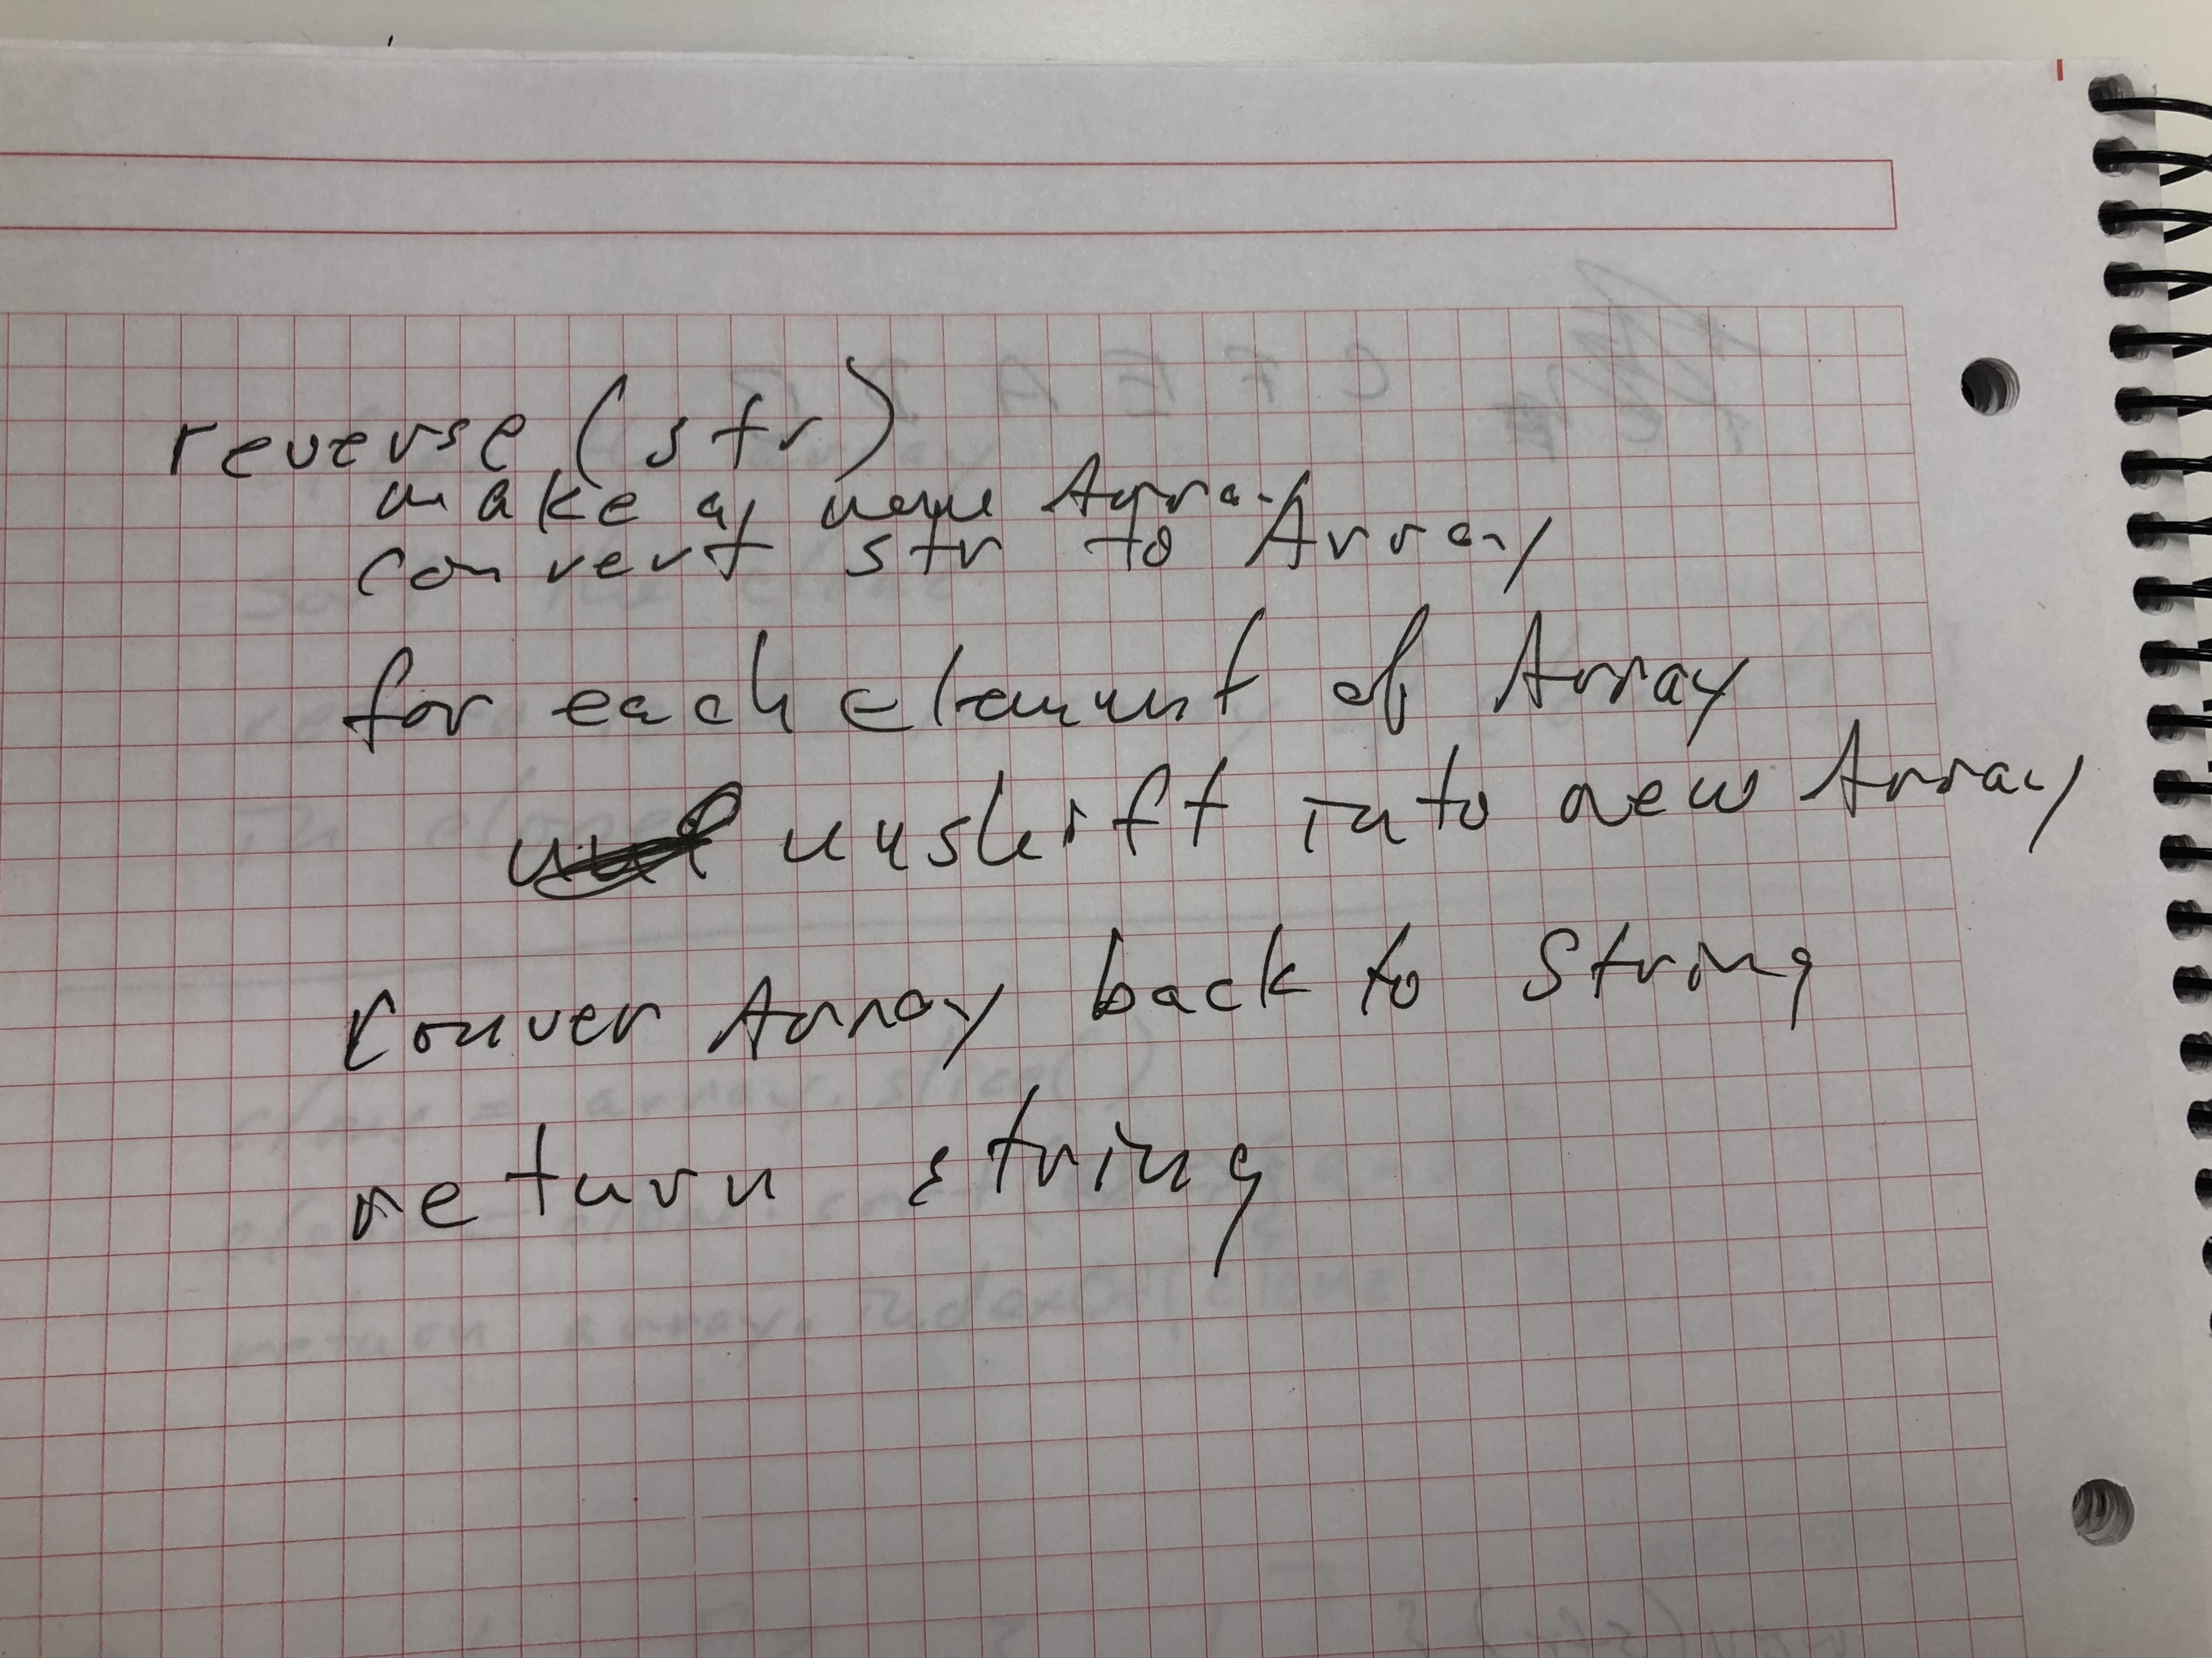 reverse (str)
make a new Array
convert str to Array
for each element of Array
unshift into new Array
conver Array back to String
return string